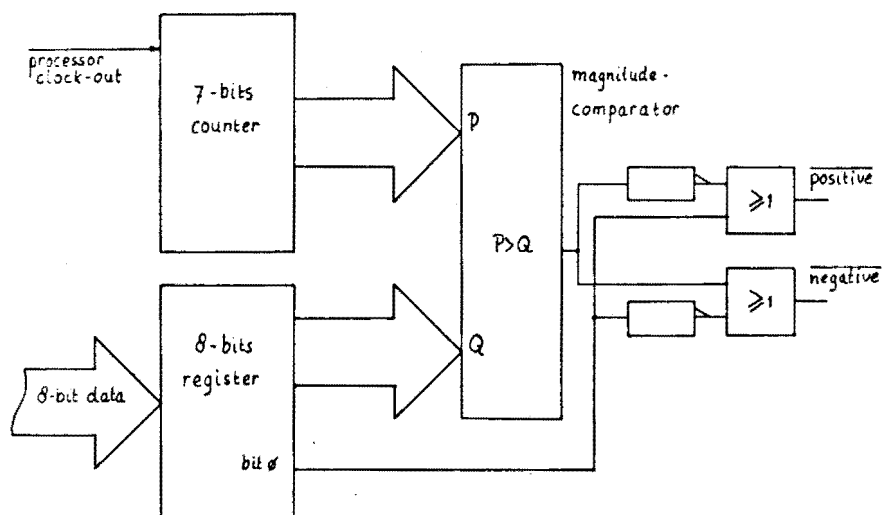 processor
clock-out
7-bits
counter
P
magnitude-
comparator
P>Q
≥1
positive
≥1
negative
8-bit data
8-bits
register
Q
bit ø